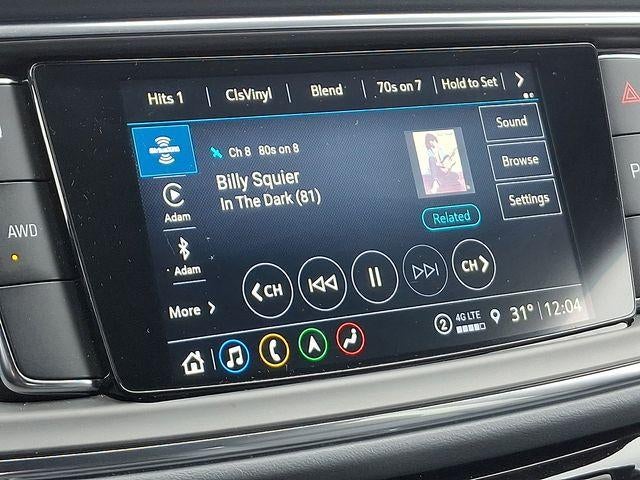 Hits 1 ClsVinyl Blend 70s on 7 Hold to Set
SiriusXM
Ch 8 80s on 8
Billy Squier
In The Dark (81)
Related
Sound
Browse
Settings
Adam
Adam
More
CH
CH
2 4G LTE 31° 12:04
AWD
P